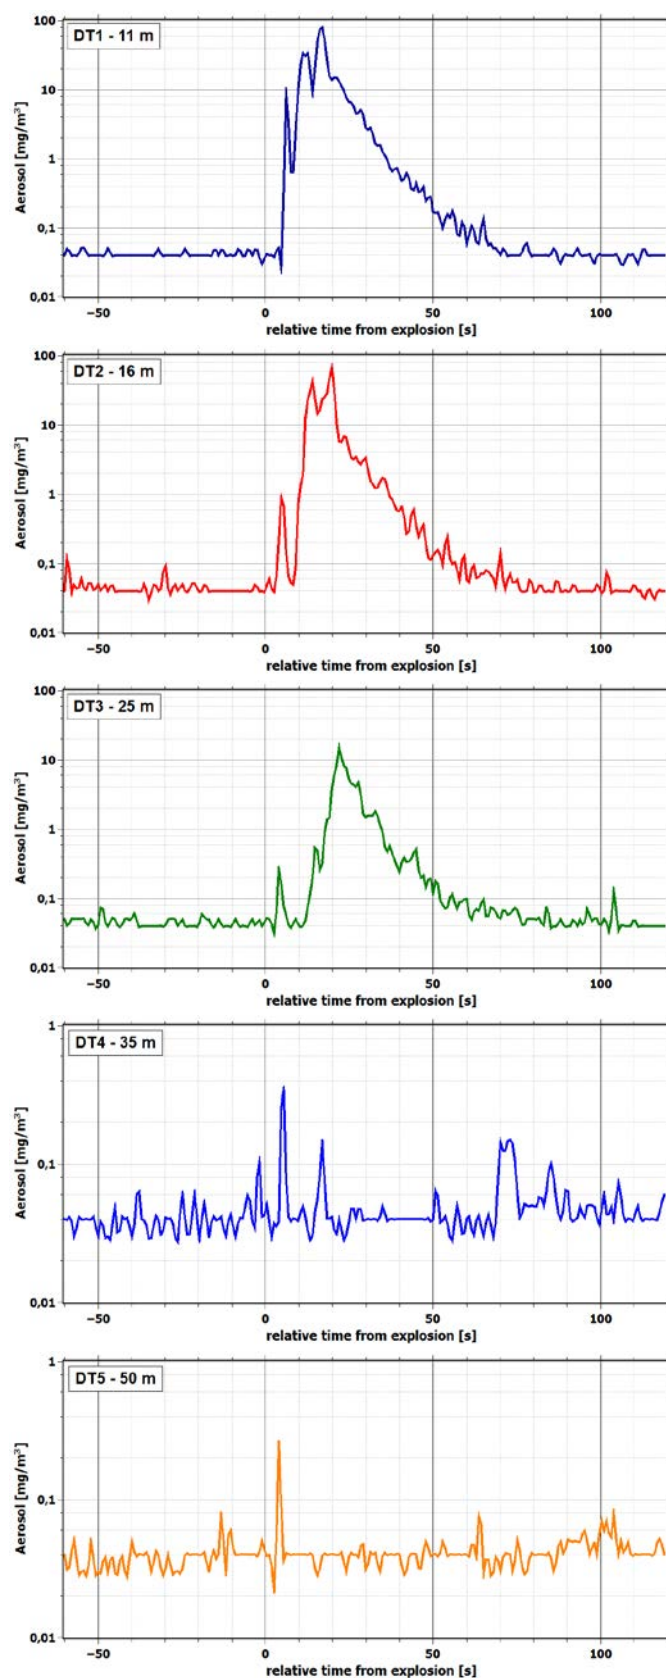 DT1 - 11 m
Aerosol [mg/m³]
100
10
1
0,1
0,01
−50
0
50
100
relative time from explosion [s]
DT2 - 16 m
Aerosol [mg/m³]
100
10
1
0,1
0,01
−50
0
50
100
relative time from explosion [s]
DT3 - 25 m
Aerosol [mg/m³]
100
10
1
0,1
0,01
−50
0
50
100
relative time from explosion [s]
DT4 - 35 m
Aerosol [mg/m³]
1
0,1
0,01
−50
0
50
100
relative time from explosion [s]
DT5 - 50 m
Aerosol [mg/m³]
1
0,1
0,01
−50
0
50
100
relative time from explosion [s]